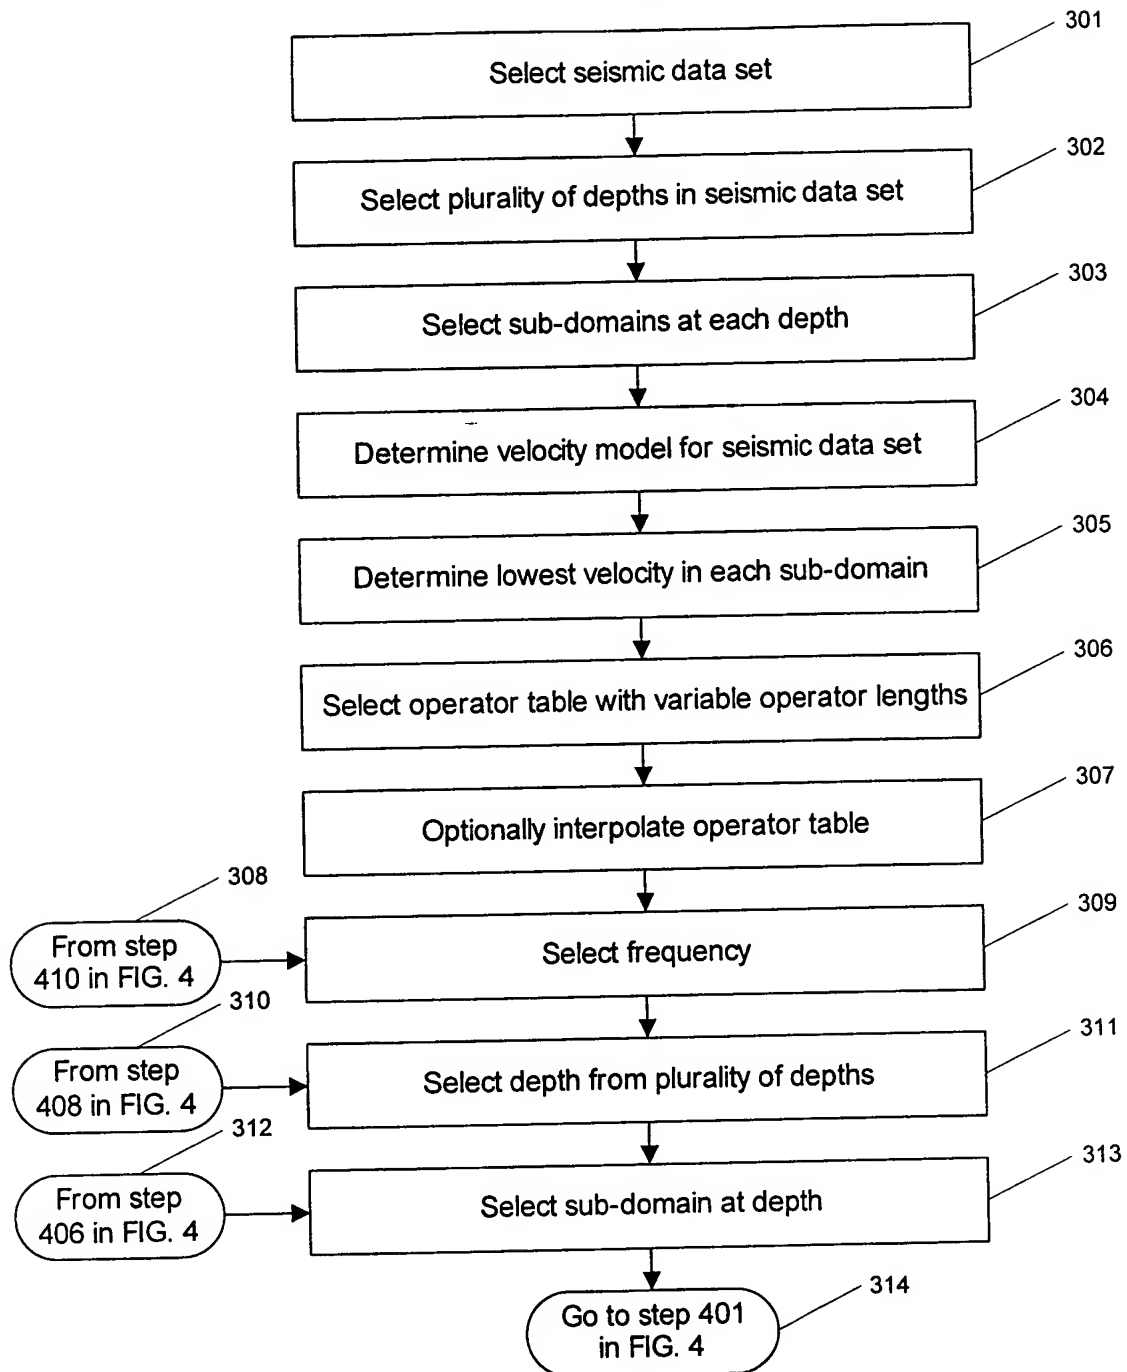 301
Select seismic data set
302
Select plurality of depths in seismic data set
303
Select sub-domains at each depth
304
Determine velocity model for seismic data set
305
Determine lowest velocity in each sub-domain
306
Select operator table with variable operator lengths
307
Optionally interpolate operator table
308
From step
410 in FIG. 4
309
Select frequency
310
From step
408 in FIG. 4
311
Select depth from plurality of depths
312
From step
406 in FIG. 4
313
Select sub-domain at depth
314
Go to step 401
in FIG. 4